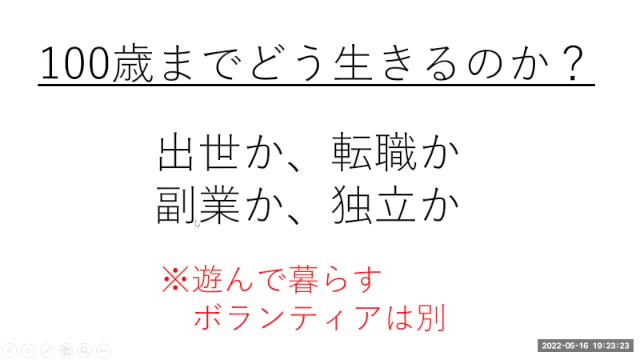 100歳までどう生きるのか？
出世か、転職か
副業か、独立か
※遊んで暮らす
ボランティアは別
2022-05-16 19:23:23